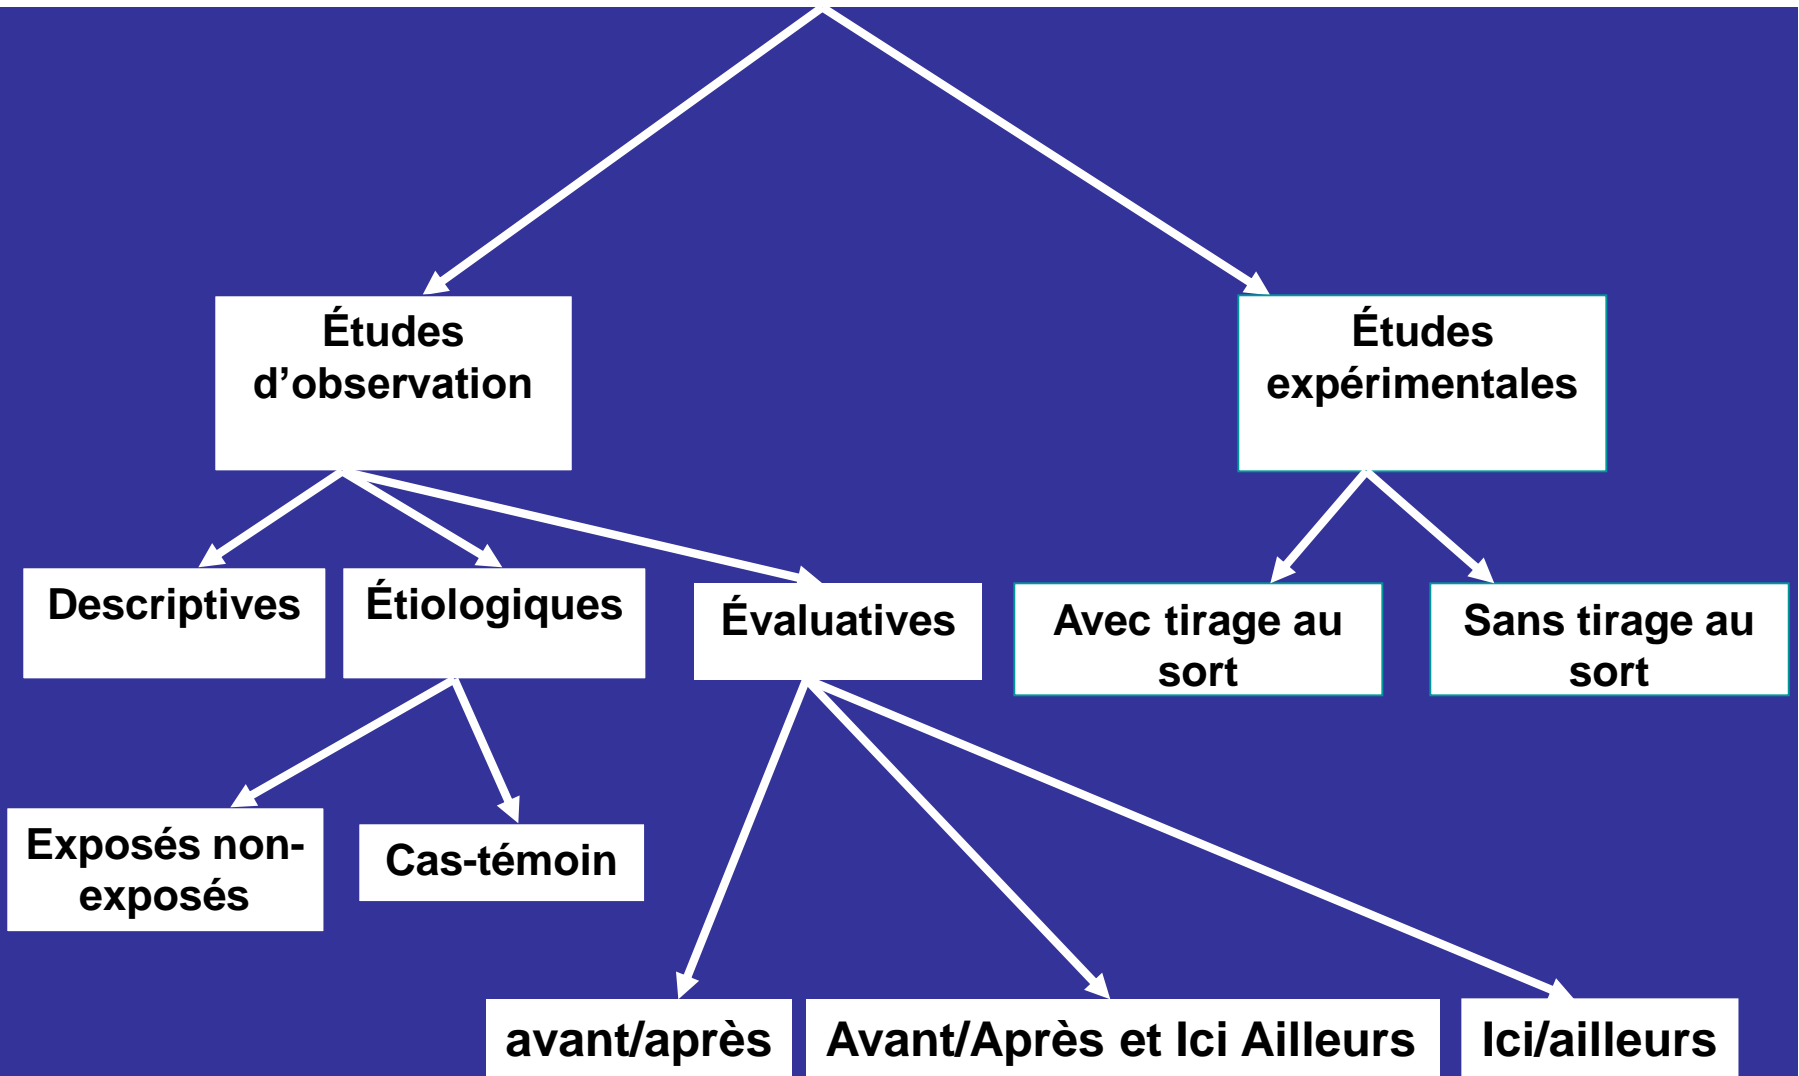 Études
d’observation
Études
expérimentales
Descriptives
Étiologiques
Évaluatives
Avec tirage au
sort
Sans tirage au
sort
Exposés non-
exposés
Cas-témoin
avant/après
Avant/Après et Ici Ailleurs
Ici/ailleurs